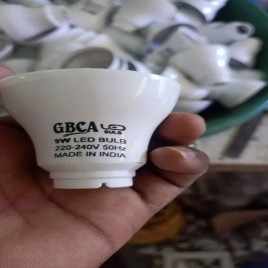 GBCA LED BULB
9W LED BULB
220-240V 50Hz
MADE IN INDIA